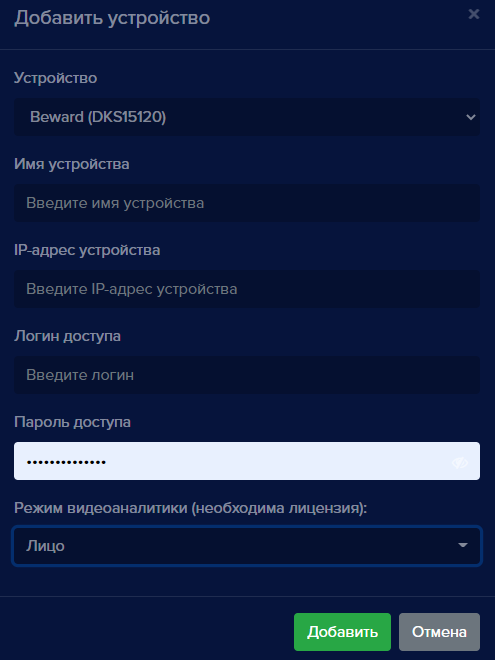 Добавить устройство
×
Устройство
Beward (DKS15120)
Имя устройства
Введите имя устройства
IP-адрес устройства
Введите IP-адрес устройства
Логин доступа
Введите логин
Пароль доступа
••••••••••••••
Режим видеоаналитики (необходима лицензия):
Лицо
Добавить Отмена